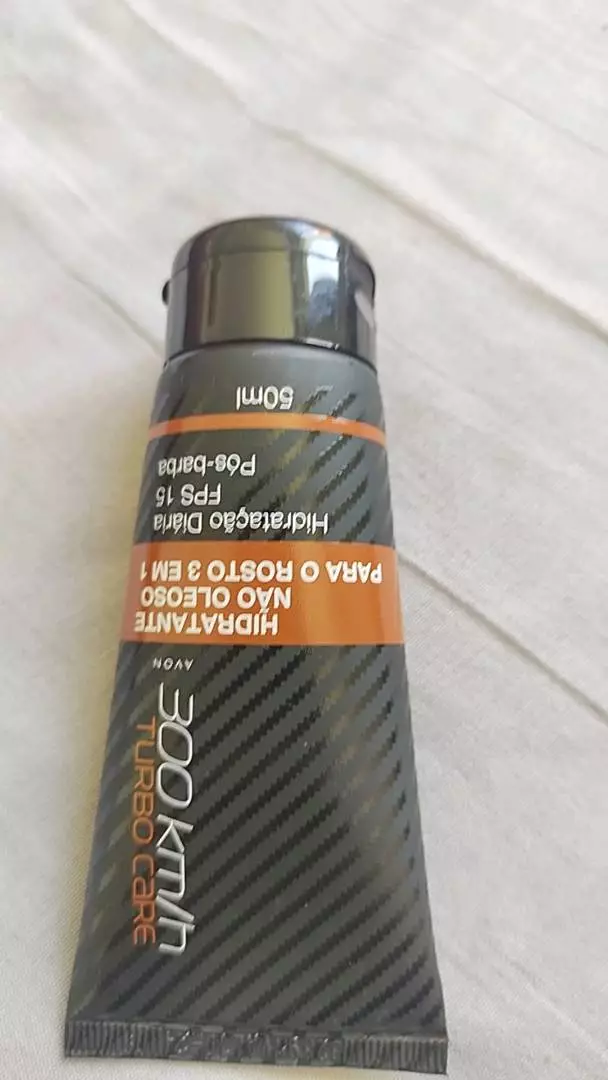 300 km/h
TURBO CARE
AVON
HIDRATANTE
NÃO OLEOSO
PARA O ROSTO 3 EM 1
Hidratação Diária
FPS 15
Pós-barba
50ml